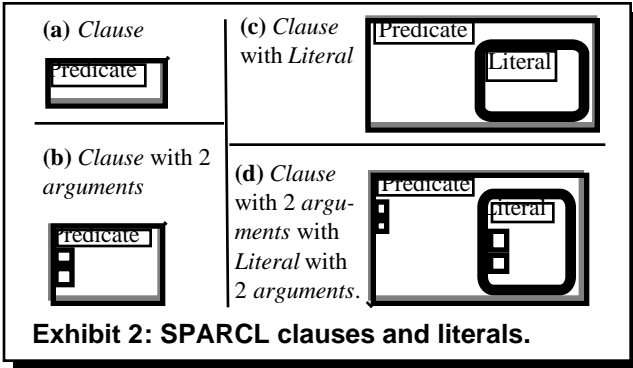 (a) Clause
Predicate
(b) Clause with 2
arguments
Predicate
(c) Clause
with Literal
Predicate
Literal
(d) Clause
with 2 argu-
ments with
Literal with
2 arguments.
Predicate
Literal
Exhibit 2: SPARCL clauses and literals.